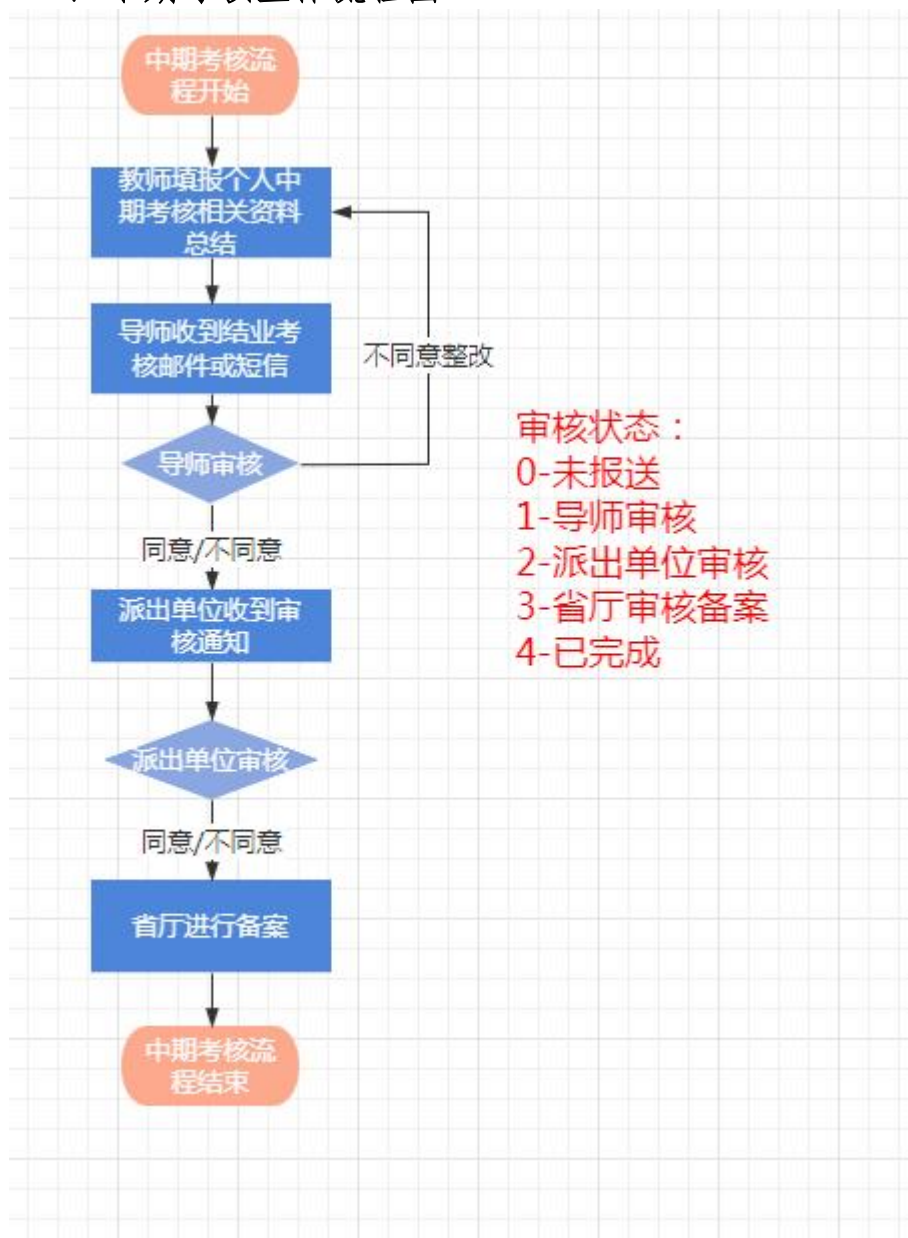 中期考核流
程开始
教师填报个人中
期考核相关资料
总结
导师收到结业考
核邮件或短信
不同意整改
导师审核
同意/不同意
派出单位收到审
核通知
派出单位审核
同意/不同意
省厅进行备案
中期考核流
程结束
审核状态：
0-未报送
1-导师审核
2-派出单位审核
3-省厅审核备案
4-已完成